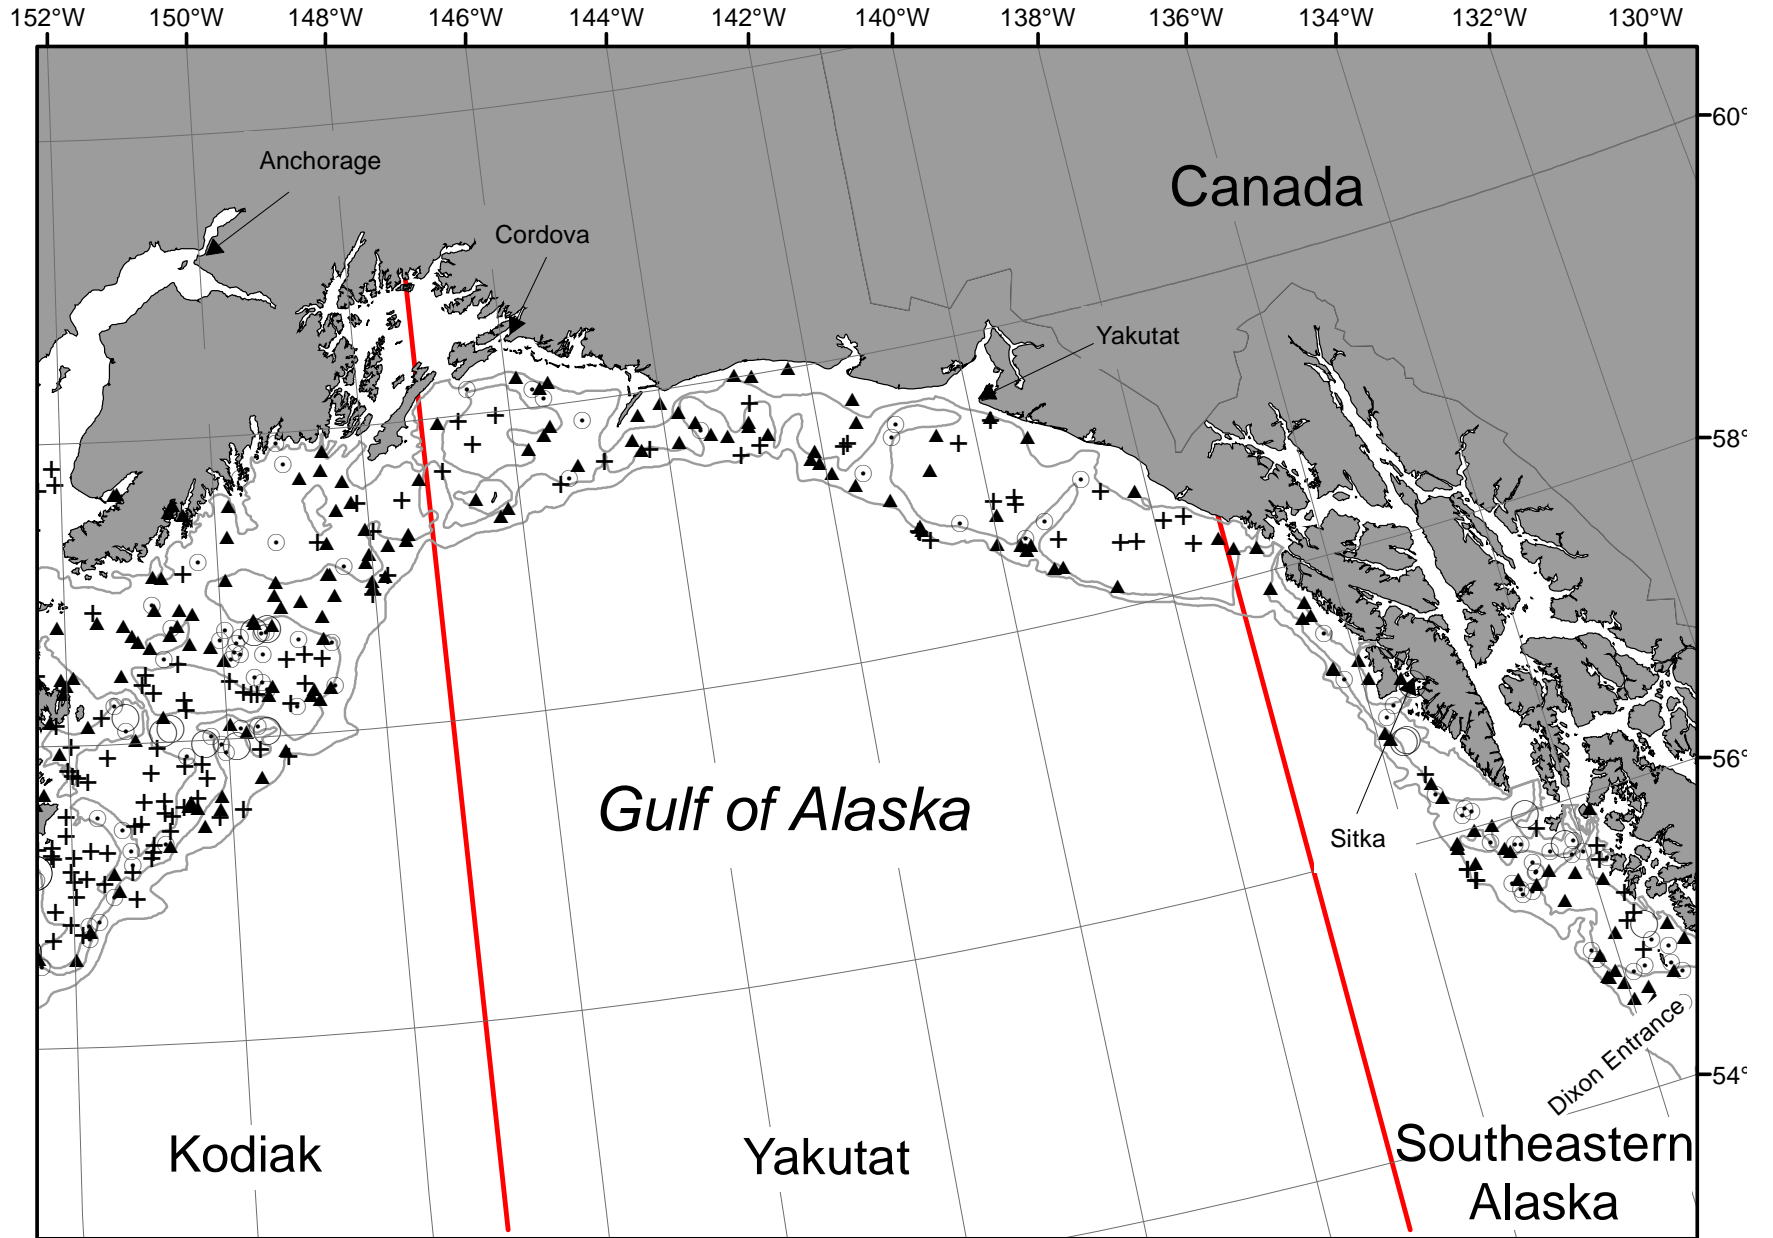 152°W 150°W 148°W 146°W 144°W 142°W 140°W 138°W 136°W 134°W 132°W 130°W
60°
Anchorage
Canada
Cordova
Yakutat
58°
56°
Gulf of Alaska
Sitka
Dixon Entrance
54°
Kodiak
Yakutat
Southeastern
Alaska